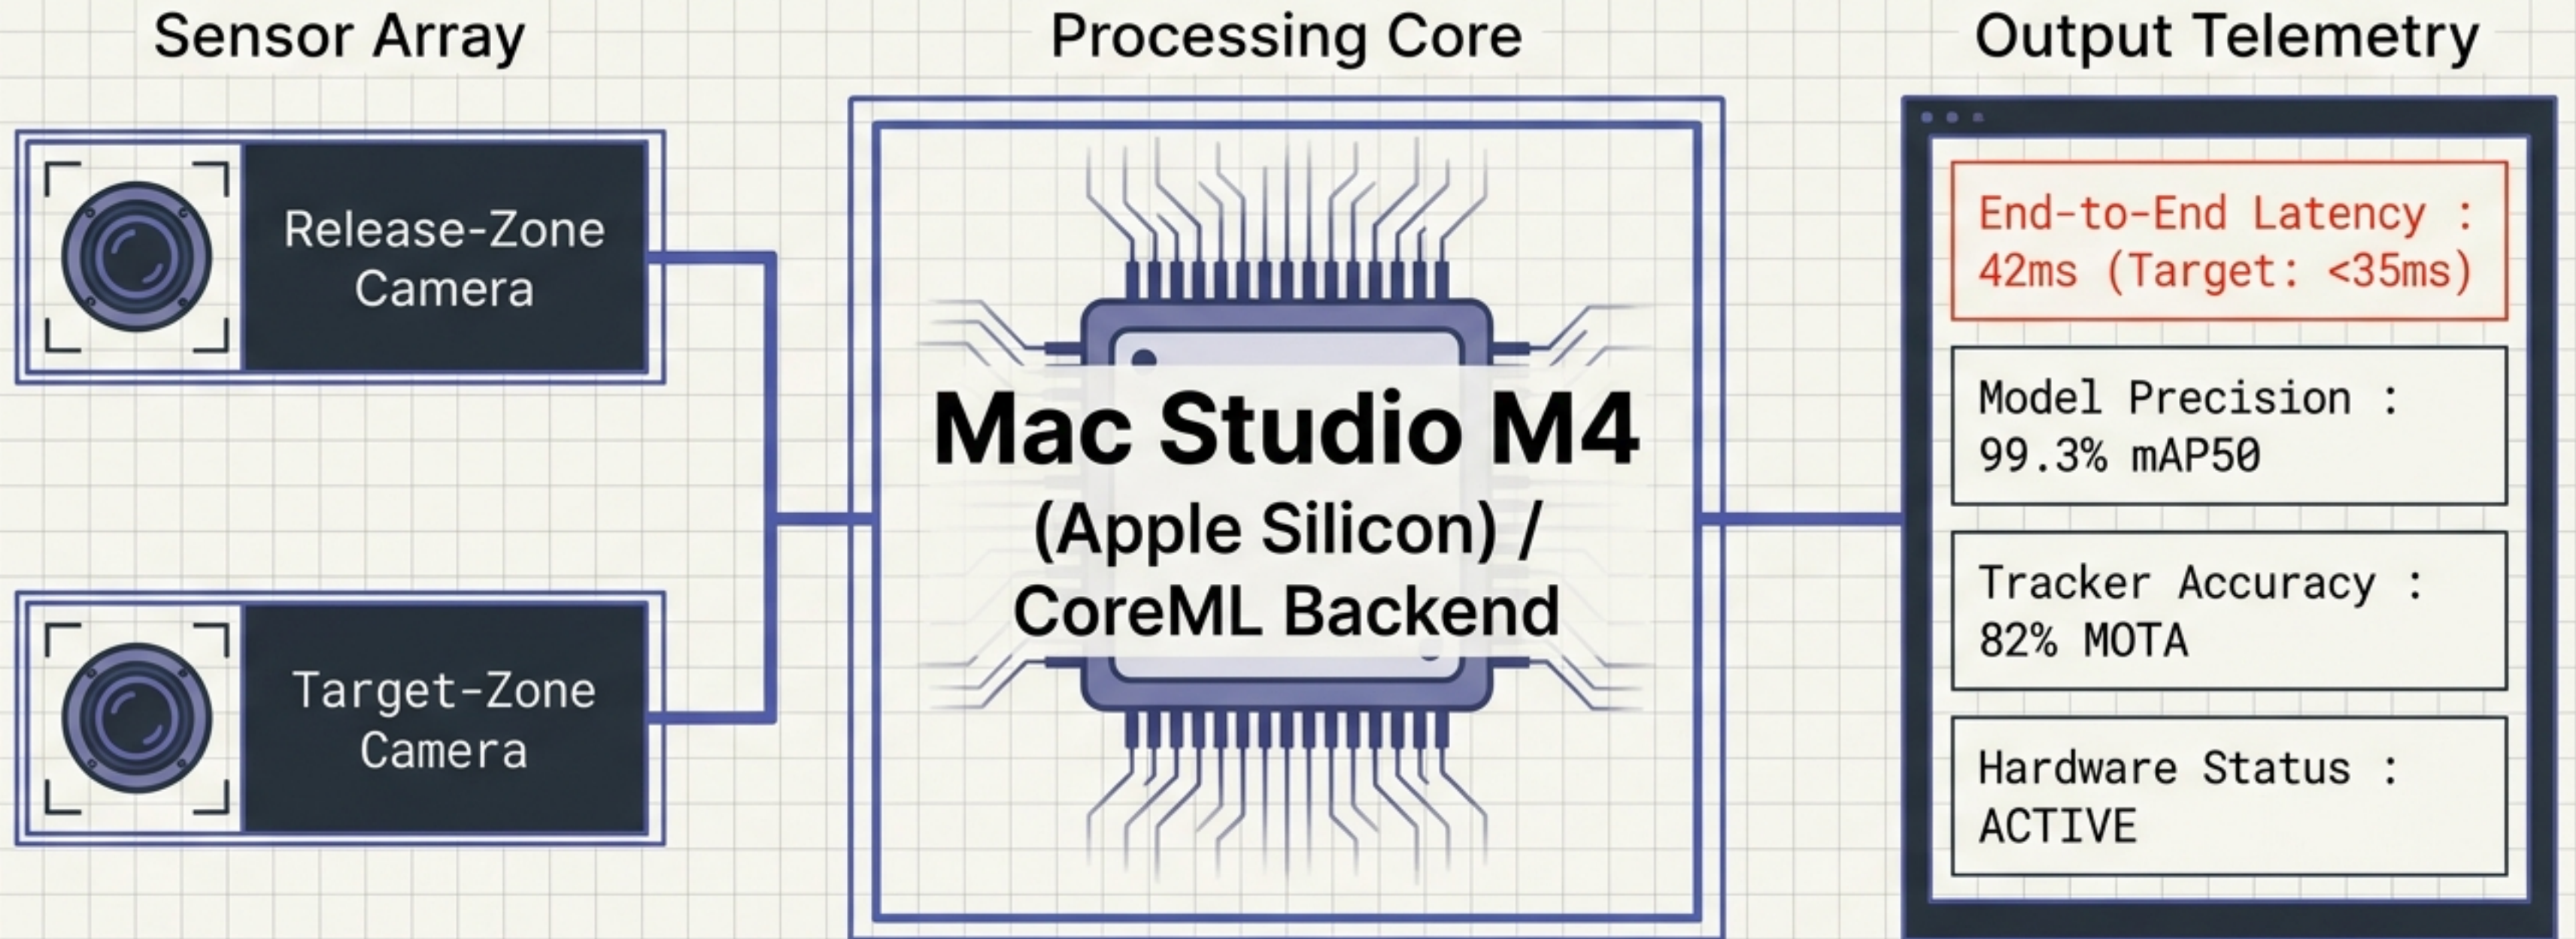 Sensor Array
Release-Zone
Camera
Target-Zone
Camera
Processing Core
Mac Studio M4
(Apple Silicon) /
CoreML Backend
Output Telemetry
End-to-End Latency :
42ms (Target: <35ms)
Model Precision :
99.3% mAP50
Tracker Accuracy :
82% MOTA
Hardware Status :
ACTIVE